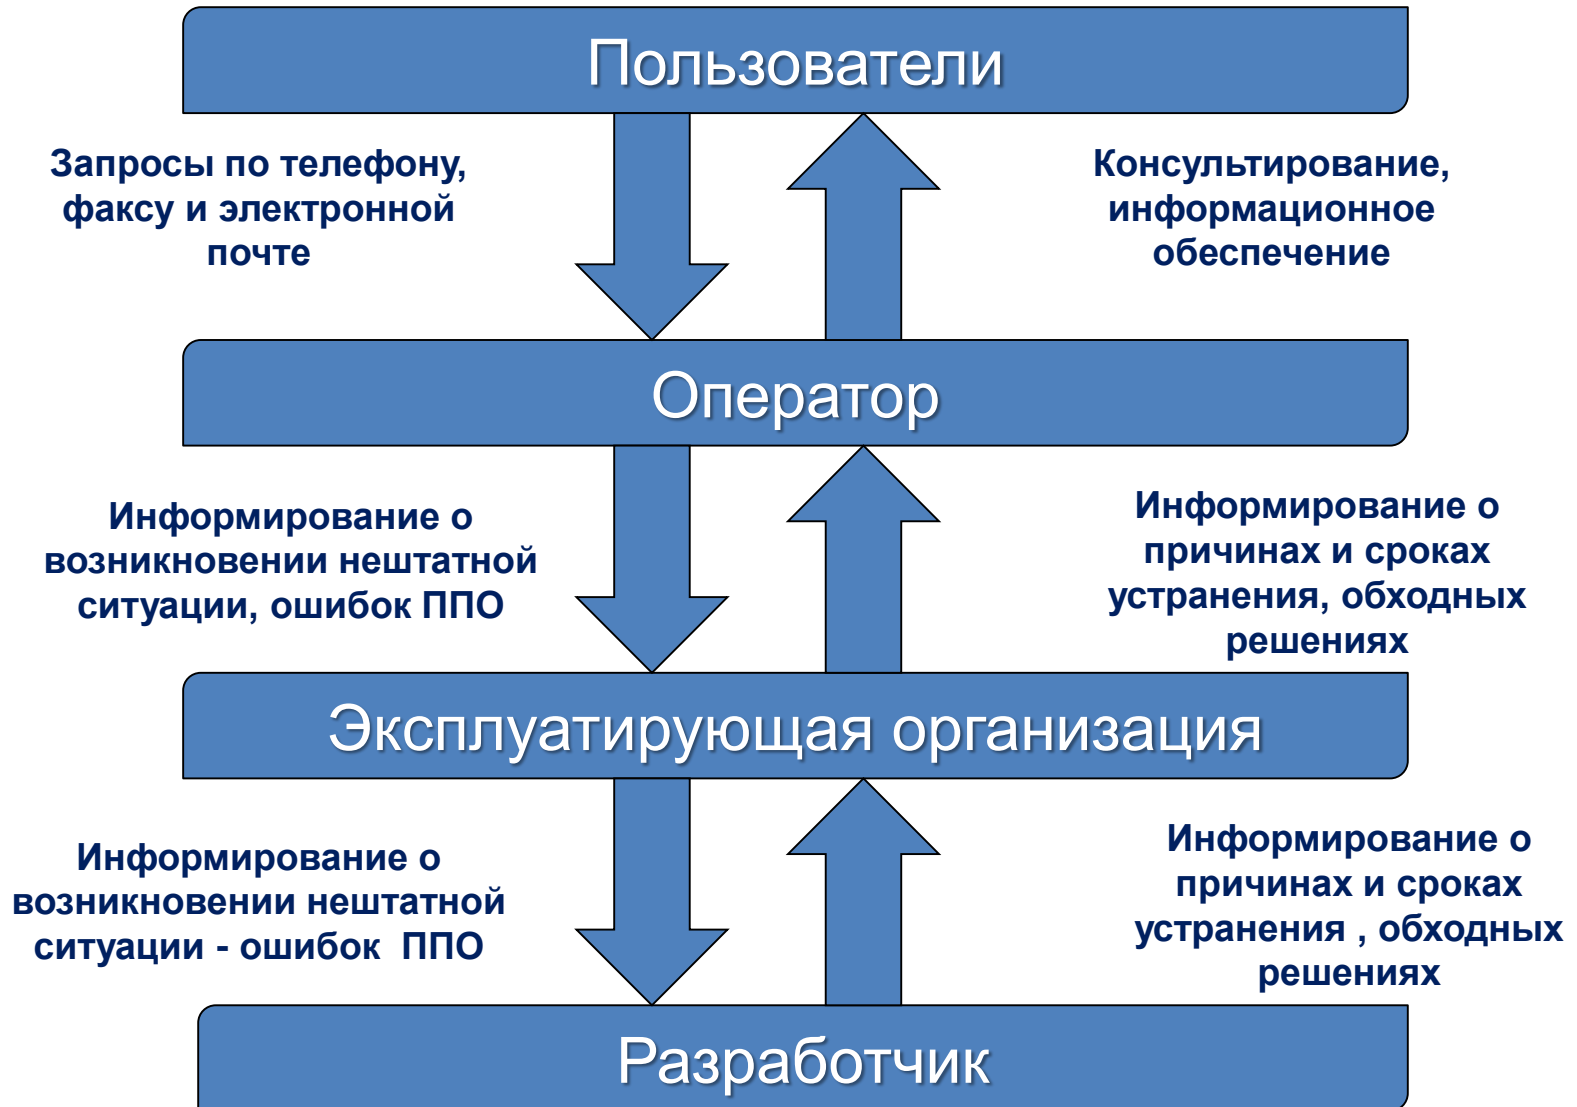 Пользователи
Запросы по телефону,
факсу и электронной
почте
Консультирование,
информационное
обеспечение
Оператор
Информирование о
возникновении нештатной
ситуации, ошибок ППО
Информирование о
причинах и сроках
устранения, обходных
решениях
Эксплуатирующая организация
Информирование о
возникновении нештатной
ситуации - ошибок  ППО
Информирование о
причинах и сроках
устранения , обходных
решениях
Разработчик